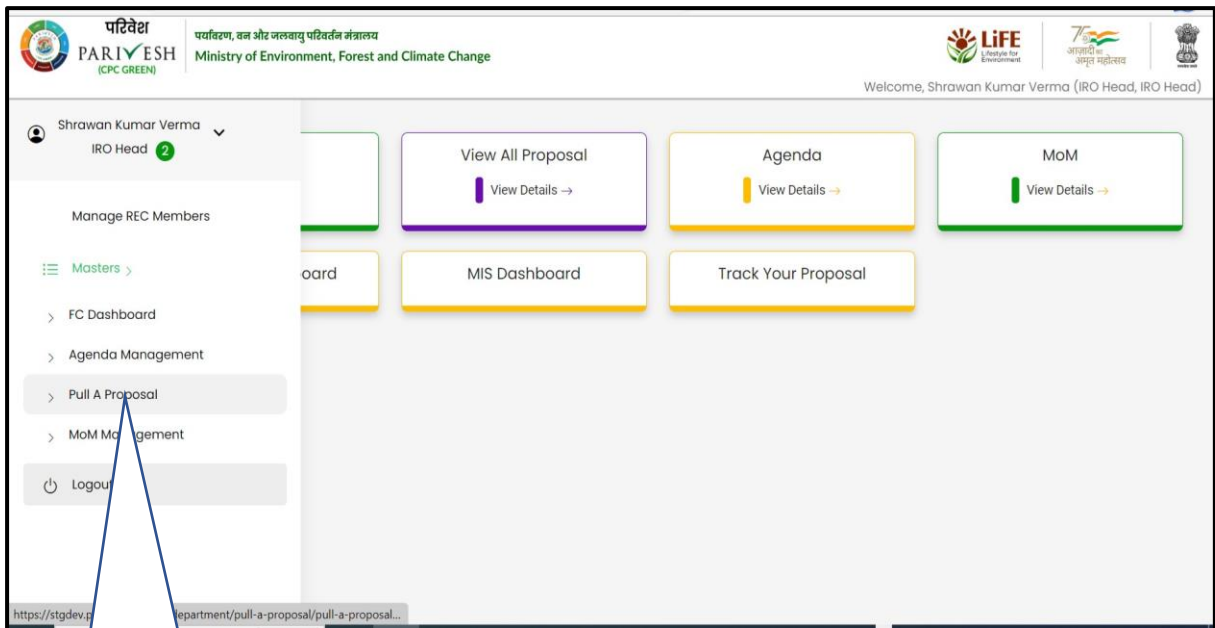 परिवेश
PARIVESH
(CPC GREEN)
पर्यावरण, वन और जलवायु परिवर्तन मंत्रालय
Ministry of Environment, Forest and Climate Change
LiFE
Lifestyle for
Environment
आज़ादी का
अमृत महोत्सव
Welcome, Shrawan Kumar Verma (IRO Head, IRO Head)
Shrawan Kumar Verma
IRO Head 2
Manage REC Members
Masters >
> FC Dashboard
> Agenda Management
> Pull A Proposal
> MoM Ma gement
Logou
View All Proposal
View Details →
Agenda
View Details →
MoM
View Details →
oard
MIS Dashboard
Track Your Proposal
https://stgdev.p epartment/pull-a-proposal/pull-a-proposal...